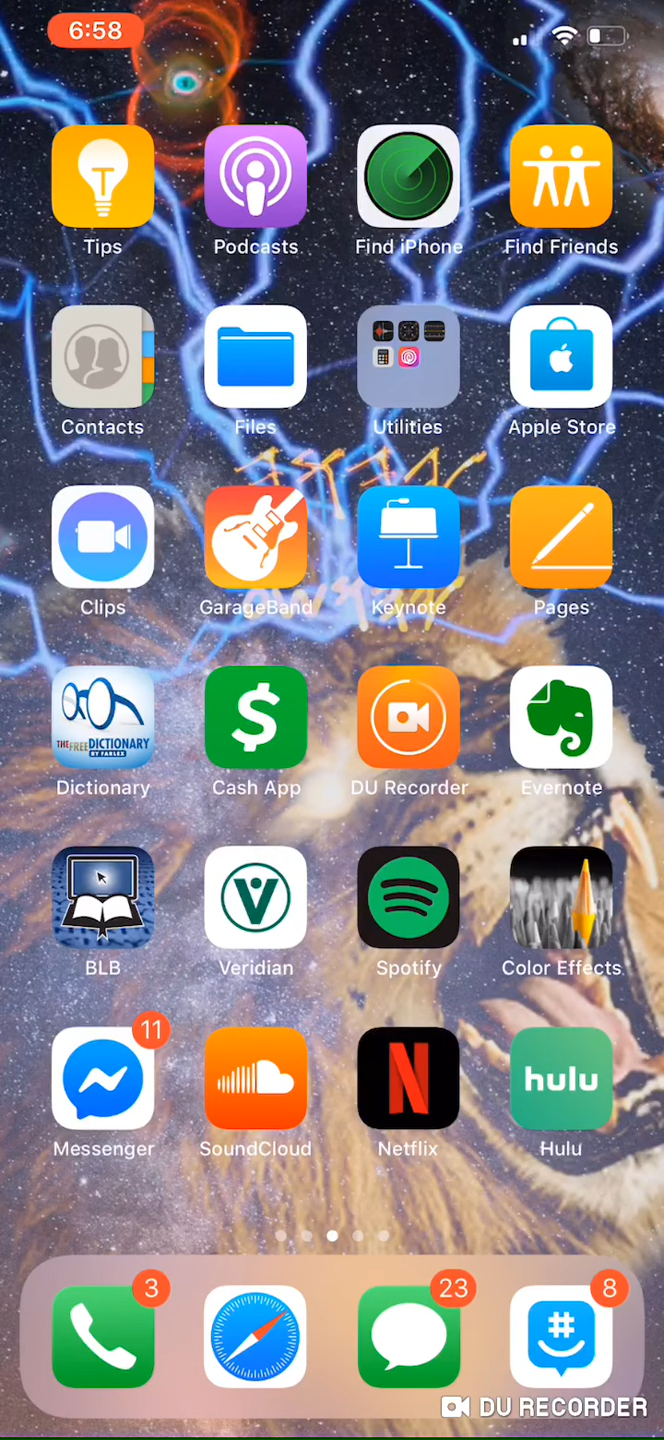 6:58
Tips Podcasts Find iPhone Find Friends
Contacts Files Utilities Apple Store
Clips GarageBand Keynote Pages
THE FREE DICTIONARY
BY FARLEX
$
Dictionary Cash App DU Recorder Evernote
V
BLB Veridian Spotify Color Effects
11
N hulu
Messenger SoundCloud Netflix Hulu
3 23 8
#
DU RECORDER